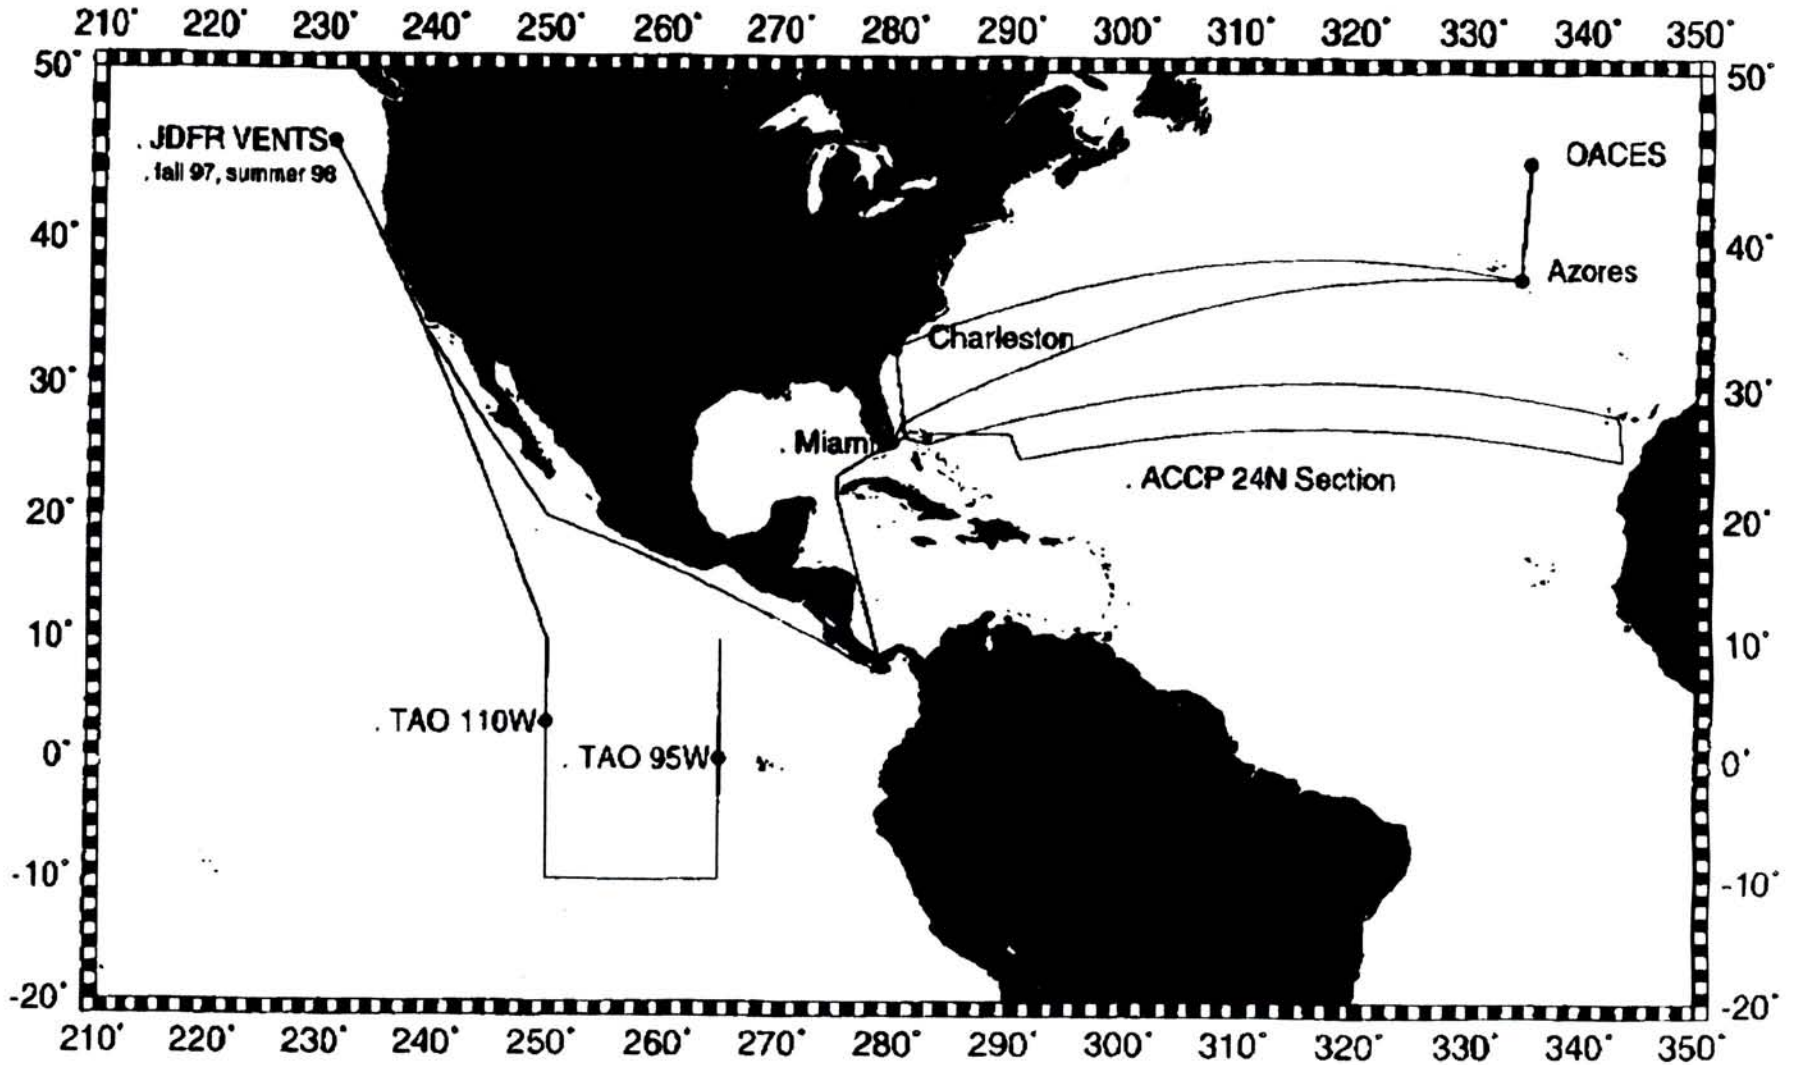 210° 220° 230° 240° 250° 260° 270° 280° 290° 300° 310° 320° 330° 340° 350°
50° 50°
. JDFR VENTS
. fall 97, summer 98
OACES
40° 40°
Azores
Charleston
30° 30°
. Miami
. ACCP 24N Section
20° 20°
10° 10°
. TAO 110W
. TAO 95W
0° 0°
-10° -10°
-20° -20°
210° 220° 230° 240° 250° 260° 270° 280° 290° 300° 310° 320° 330° 340° 350°